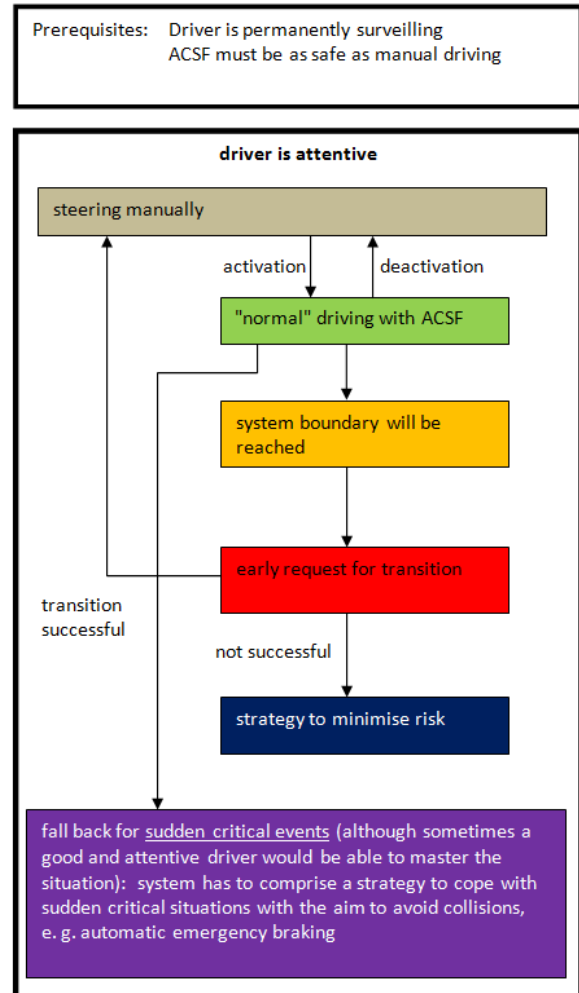 Prerequisites: Driver is permanently surveilling
ACSF must be as safe as manual driving
driver is attentive
steering manually
activation
deactivation
"normal" driving with ACSF
system boundary will be
reached
early request for transition
transition
successful
not successful
strategy to minimise risk
fall back for sudden critical events (although sometimes a
good and attentive driver would be able to master the
situation): system has to comprise a strategy to cope with
sudden critical situations with the aim to avoid collisions,
e. g. automatic emergency braking